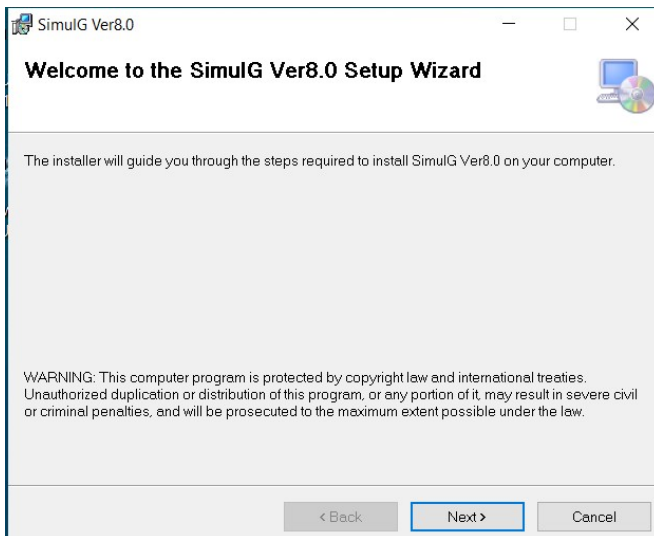 SimulG Ver8.0
Welcome to the SimulG Ver8.0 Setup Wizard
The installer will guide you through the steps required to install SimulG Ver8.0 on your computer.
WARNING: This computer program is protected by copyright law and international treaties.
Unauthorized duplication or distribution of this program, or any portion of it, may result in severe civil
or criminal penalties, and will be prosecuted to the maximum extent possible under the law.
< Back
Next >
Cancel